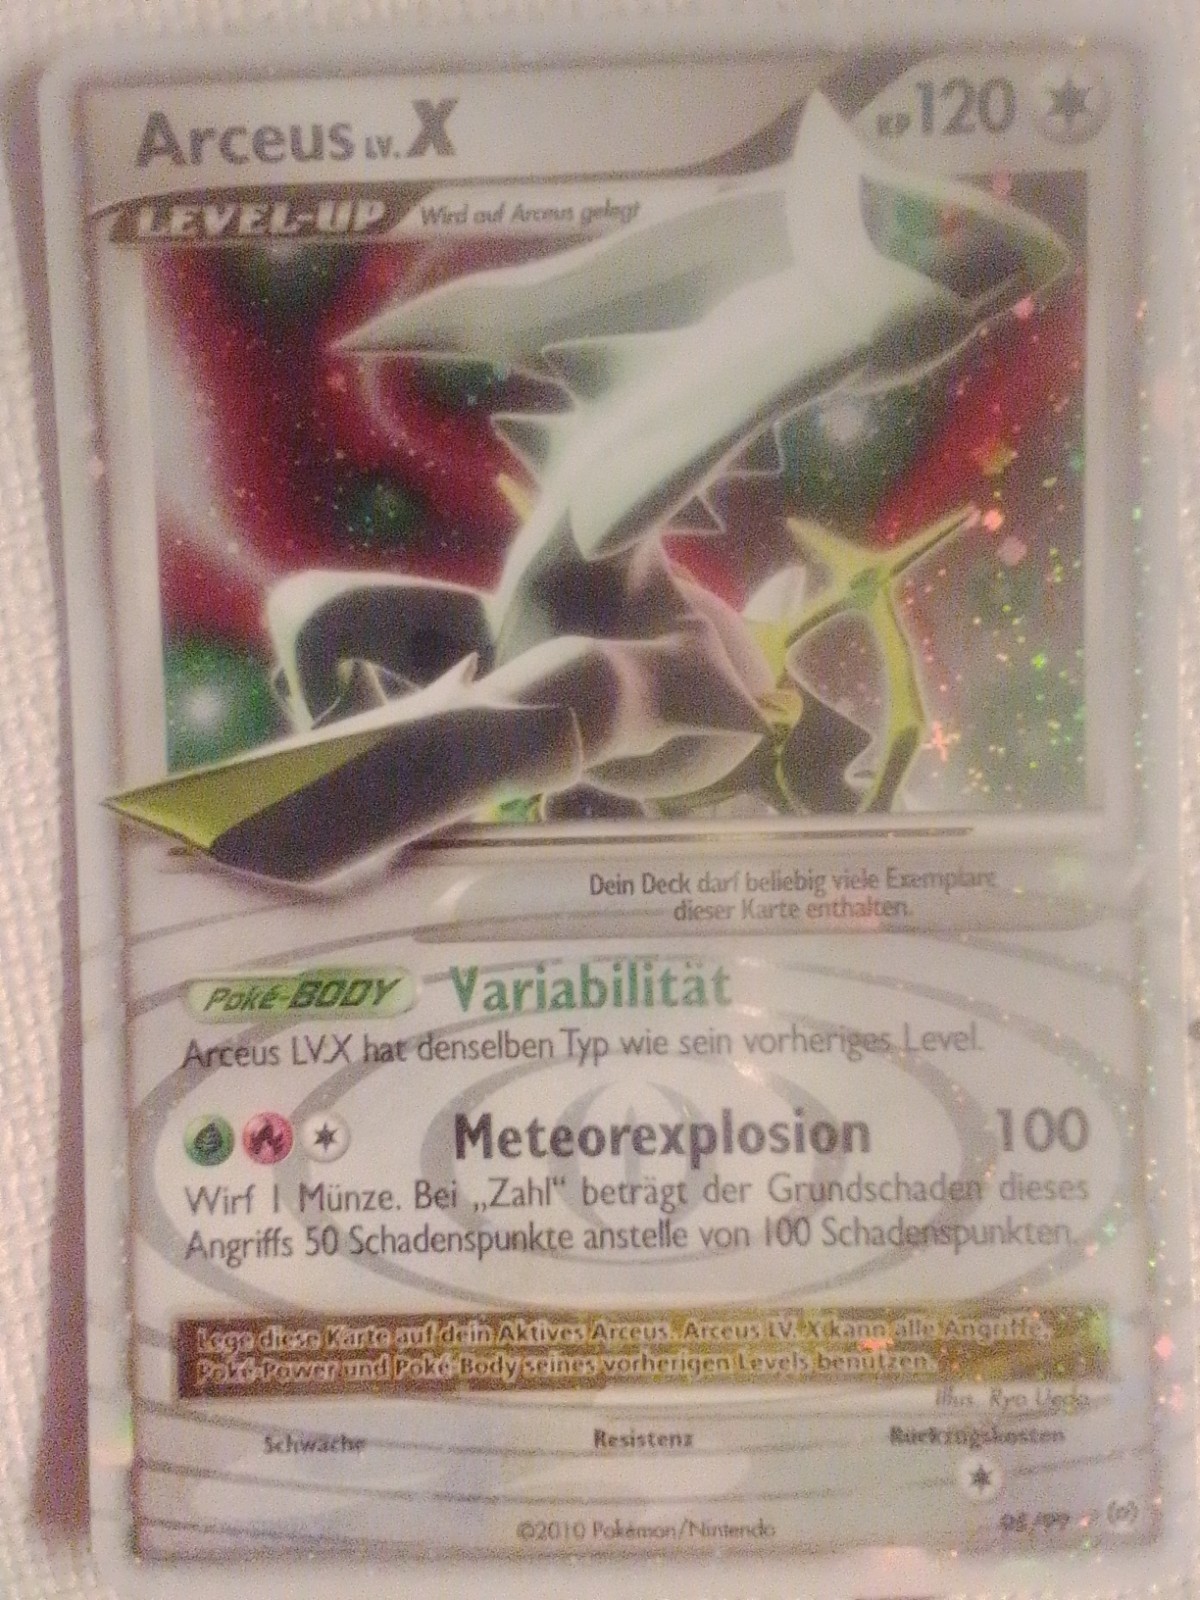 Arceus LV.X
KP 120
LEVEL-UP Wird auf Arceus gelegt
Dein Deck darf beliebig viele Exemplare
dieser Karte enthalten.
Poké-BODY Variabilität
Arceus LV.X hat denselben Typ wie sein vorheriges Level.
Meteorexplosion 100
Wirf 1 Münze. Bei „Zahl“ beträgt der Grundschaden dieses
Angriffs 50 Schadenspunkte anstelle von 100 Schadenspunkten.
Lege diese Karte auf dein Aktives Arceus. Arceus LV. X kann alle Angriffe,
Poké-Power und Poké-Body seines vorherigen Levels benutzen.
Illus. Ryo Ueda
Schwäche Resistenz Rückzugskosten
©2010 Pokémon/Nintendo